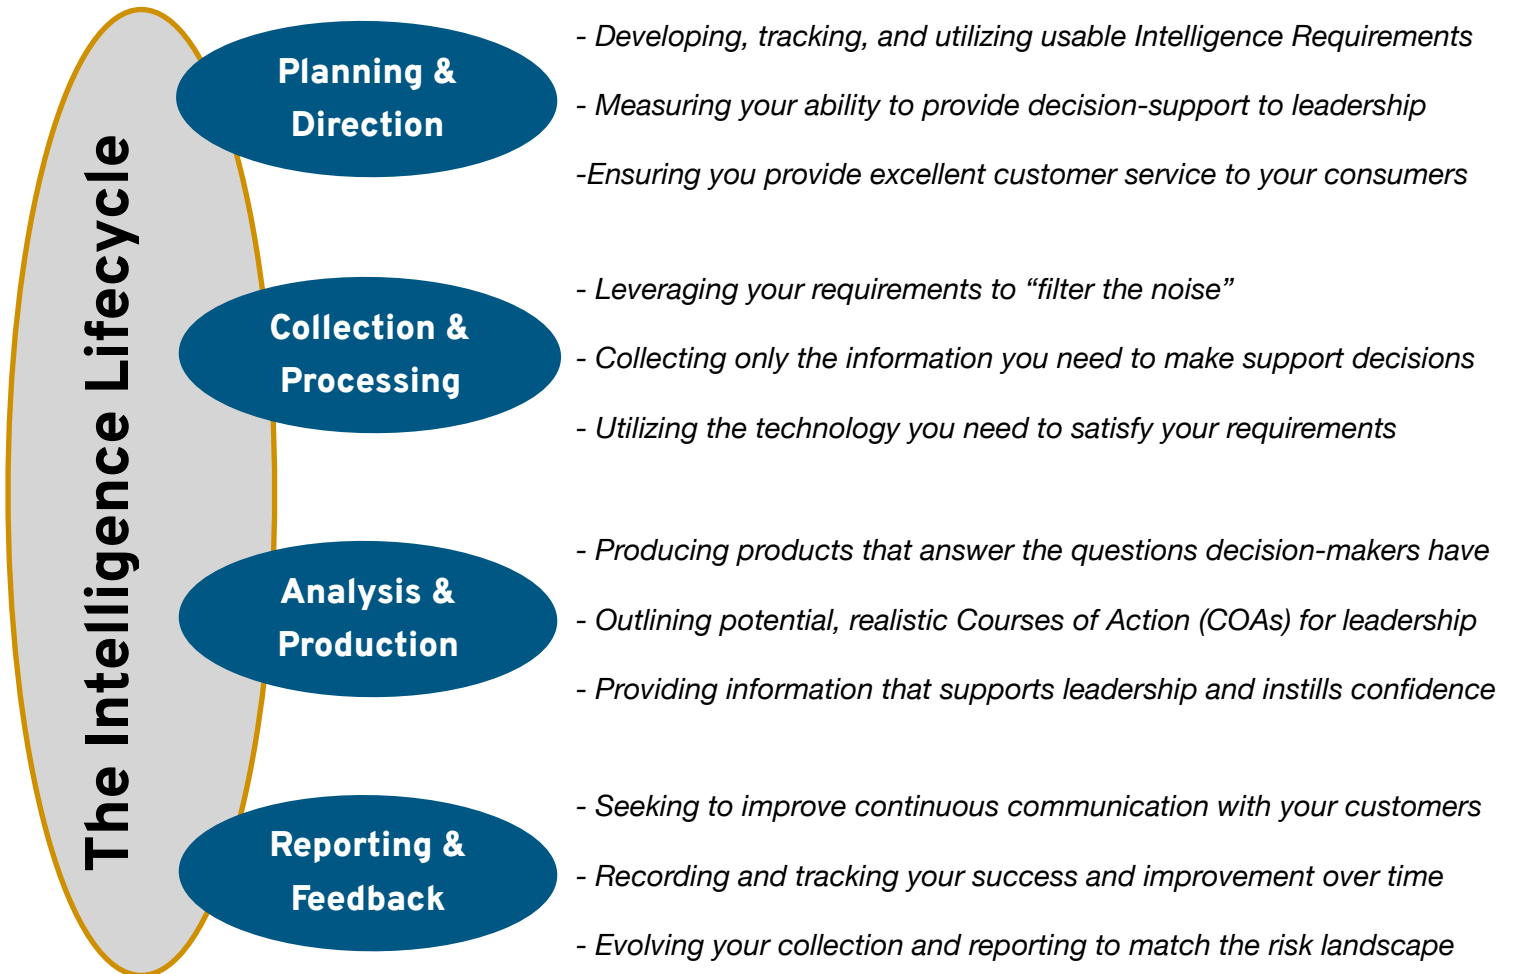 The Intelligence Lifecycle
Planning &
Direction
- Developing, tracking, and utilizing usable Intelligence Requirements
- Measuring your ability to provide decision-support to leadership
-Ensuring you provide excellent customer service to your consumers
Collection &
Processing
- Leveraging your requirements to “filter the noise”
- Collecting only the information you need to make support decisions
- Utilizing the technology you need to satisfy your requirements
Analysis &
Production
- Producing products that answer the questions decision-makers have
- Outlining potential, realistic Courses of Action (COAs) for leadership
- Providing information that supports leadership and instills confidence
Reporting &
Feedback
- Seeking to improve continuous communication with your customers
- Recording and tracking your success and improvement over time
- Evolving your collection and reporting to match the risk landscape